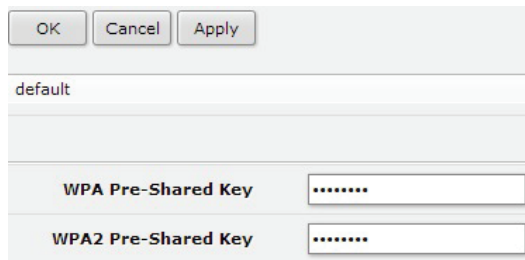 OK Cancel Apply
default
WPA Pre-Shared Key ••••••••
WPA2 Pre-Shared Key ••••••••